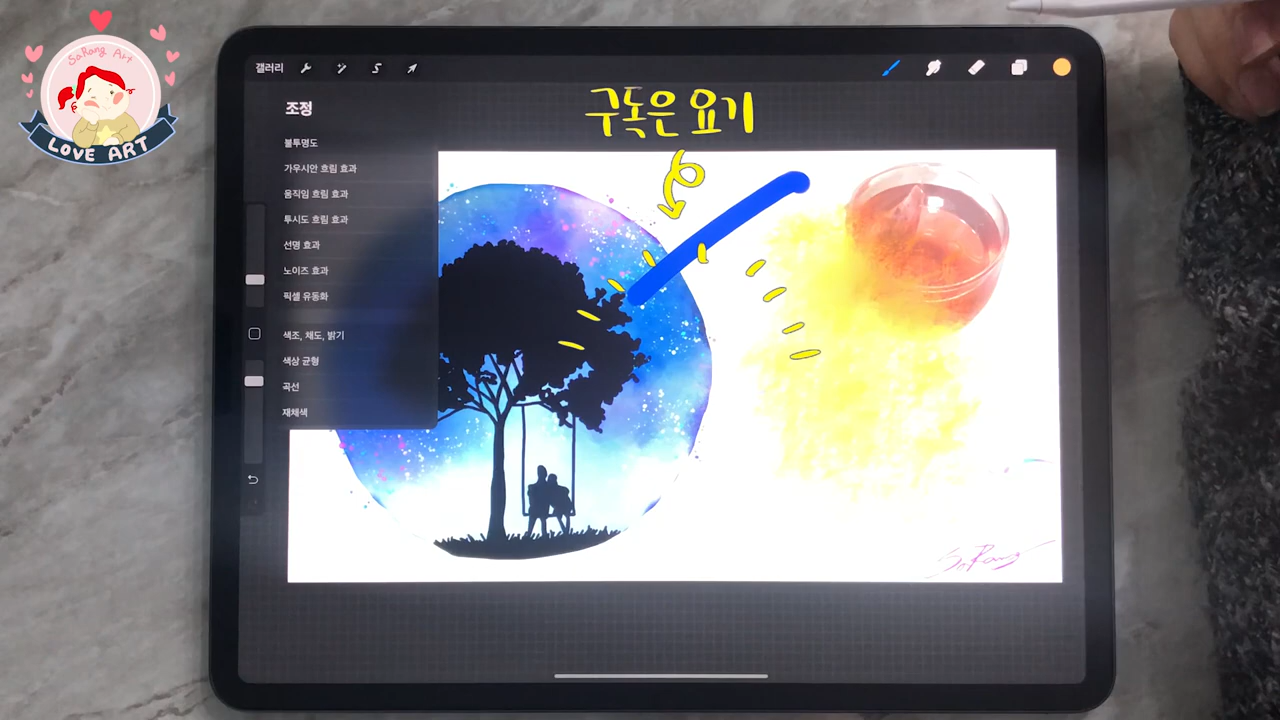 SaRang Art
LOVE ART
갤러리
구독은 요기
조정
불투명도
가우시안 흐림 효과
움직임 흐림 효과
투시도 흐림 효과
선명 효과
노이즈 효과
픽셀 유동화
색조, 채도, 밝기
색상 균형
곡선
재채색
SaRang